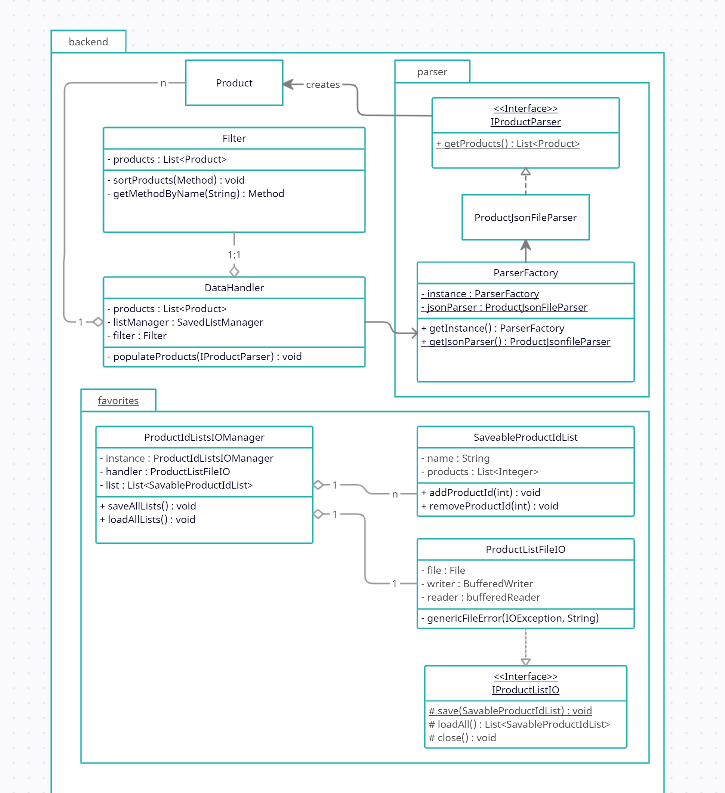 backend
Product
n
creates
parser
<<Interface>>
IProductParser
+ getProducts() : List<Product>
Filter
- products : List<Product>
- sortProducts(Method) : void
- getMethodByName(String) : Method
ProductJsonFileParser
1;1
DataHandler
- products : List<Product>
- listManager : SavedListManager
- filter : Filter
- populateProducts(IProductParser) : void
1
ParserFactory
- instance : ParserFactory
- jsonParser : ProductJsonFileParser
+ getInstance() : ParserFactory
+ getJsonParser() : ProductJsonfileParser
favorites
ProductIdListsIOManager
- instance : ProductIdListsIOManager
- handler : ProductListFileIO
- list : List<SavableProductIdList>
+ saveAllLists() : void
+ loadAllLists() : void
1
n
1
1
SaveableProductIdList
- name : String
- products : List<Integer>
+ addProductId(int) : void
+ removeProductId(int) : void
ProductListFileIO
- file : File
- writer : BufferedWriter
- reader : bufferedReader
- genericFileError(IOException, String)
<<Interface>>
IProductListIO
# save(SavableProductIdList) : void
# loadAll() : List<SavableProductIdList>
# close() : void